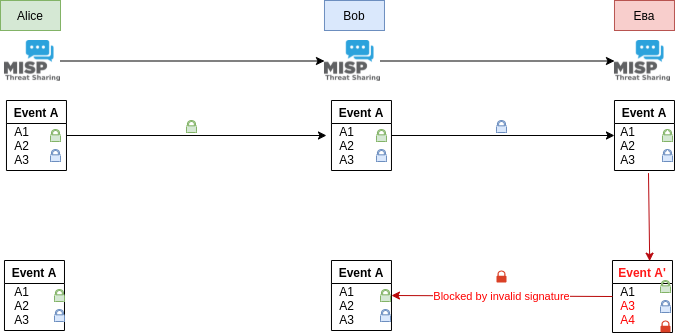 Alice
Bob
Ева
MISP
Threat Sharing
MISP
Threat Sharing
MISP
Threat Sharing
Event A
A1
A2
A3
Event A
A1
A2
A3
Event A
A1
A2
A3
Event A
A1
A2
A3
Event A
A1
A2
A3
Blocked by invalid signature
Event A'
A1
A3
A4